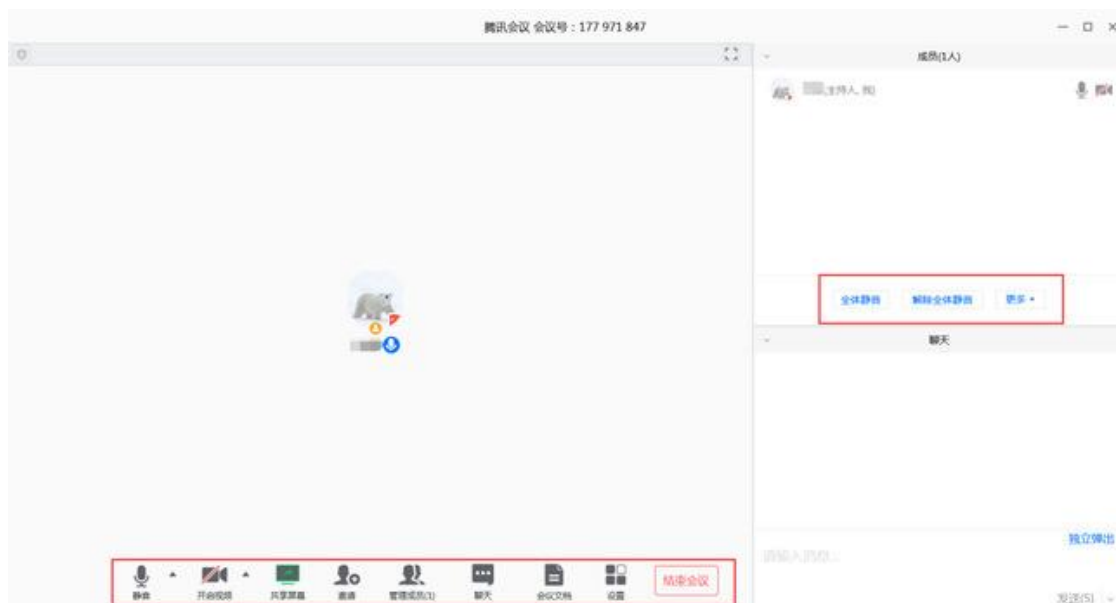 腾讯会议 会议号：177 971 847
成员(1人)
(主持人, 我)
全体静音 解除全体静音 更多
聊天
独立弹出
请输入消息...
静音 开启视频 共享屏幕 邀请 管理成员(1) 聊天 会议文档 设置 结束会议
发送(S)